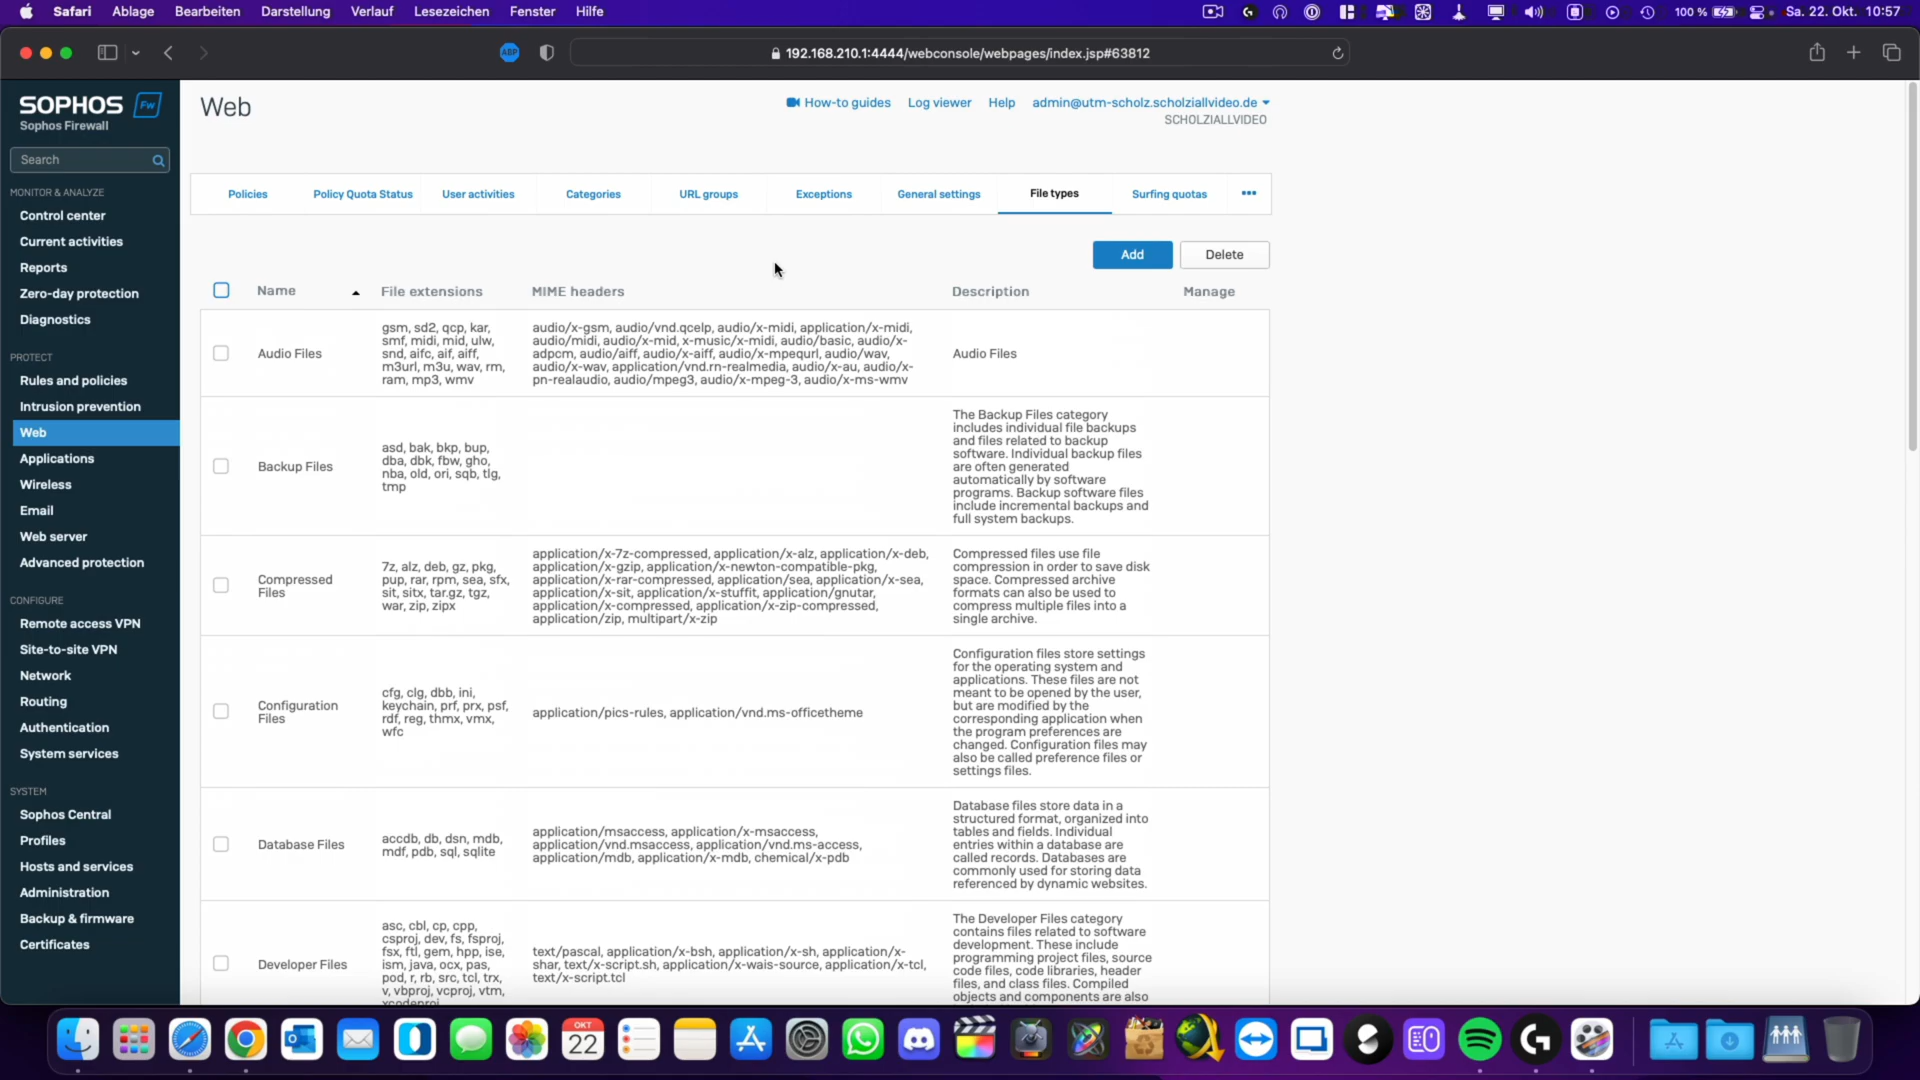 Safari Ablage Bearbeiten Darstellung Verlauf Lesezeichen Fenster Hilfe 100 % Sa. 22. Okt. 10:57
ABP 192.168.210.1:4444/webconsole/webpages/index.jsp#63812
SOPHOS Fw
Sophos Firewall
Search
MONITOR & ANALYZE
Control center
Current activities
Reports
Zero-day protection
Diagnostics
PROTECT
Rules and policies
Intrusion prevention
Web
Applications
Wireless
Email
Web server
Advanced protection
CONFIGURE
Remote access VPN
Site-to-site VPN
Network
Routing
Authentication
System services
SYSTEM
Sophos Central
Profiles
Hosts and services
Administration
Backup & firmware
Certificates
Web
How-to guides Log viewer Help admin@utm-scholz.scholziallvideo.de
SCHOLZIALLVIDEO
Policies Policy Quota Status User activities Categories URL groups Exceptions General settings File types Surfing quotas •••
Add Delete
Name File extensions MIME headers Description Manage
Audio Files
gsm, sd2, qcp, kar,
smf, midi, mid, ulw,
snd, aifc, aif, aiff,
m3url, m3u, wav, rm,
ram, mp3, wmv
audio/x-gsm, audio/vnd.qcelp, audio/x-midi, application/x-midi,
audio/midi, audio/x-mid, x-music/x-midi, audio/basic, audio/x-
adpcm, audio/aiff, audio/x-aiff, audio/x-mpequrl, audio/wav,
audio/x-wav, application/vnd.rn-realmedia, audio/x-au, audio/x-
pn-realaudio, audio/mpeg3, audio/x-mpeg-3, audio/x-ms-wmv
Audio Files
Backup Files
asd, bak, bkp, bup,
dba, dbk, fbw, gho,
nba, old, ori, sqb, tlg,
tmp
The Backup Files category
includes individual file backups
and files related to backup
software. Individual backup files
are often generated
automatically by software
programs. Backup software files
include incremental backups and
full system backups.
Compressed
Files
7z, alz, deb, gz, pkg,
pup, rar, rpm, sea, sfx,
sit, sitx, tar.gz, tgz,
war, zip, zipx
application/x-7z-compressed, application/x-alz, application/x-deb,
application/x-gzip, application/x-newton-compatible-pkg,
application/x-rar-compressed, application/sea, application/x-sea,
application/x-sit, application/x-stuffit, application/gnutar,
application/x-compressed, application/x-zip-compressed,
application/zip, multipart/x-zip
Compressed files use file
compression in order to save disk
space. Compressed archive
formats can also be used to
compress multiple files into a
single archive.
Configuration
Files
cfg, clg, dbb, ini,
keychain, prf, prx, psf,
rdf, reg, thmx, vmx,
wfc
application/pics-rules, application/vnd.ms-officetheme
Configuration files store settings
for the operating system and
applications. These files are not
meant to be opened by the user,
but are modified by the
corresponding application when
the program preferences are
changed. Configuration files may
also be called preference files or
settings files.
Database Files
accdb, db, dsn, mdb,
mdf, pdb, sql, sqlite
application/msaccess, application/x-msaccess,
application/vnd.msaccess, application/vnd.ms-access,
application/mdb, application/x-mdb, chemical/x-pdb
Database files store data in a
structured format, organized into
tables and fields. Individual
entries within a database are
called records. Databases are
commonly used for storing data
referenced by dynamic websites.
Developer Files
asc, cbl, cp, cpp,
csproj, dev, fs, fsproj,
fsx, ftl, gem, hpp, ise,
ism, java, ocx, pas,
pod, r, rb, src, tcl, trx,
v, vbproj, vcproj, vtm,
xcodeproj
text/pascal, application/x-bsh, application/x-sh, application/x-
shar, text/x-script.sh, application/x-wais-source, application/x-tcl,
text/x-script.tcl
The Developer Files category
contains files related to software
development. These include
programming project files, source
code files, code libraries, header
files, and class files. Compiled
objects and components are also
OKT
22